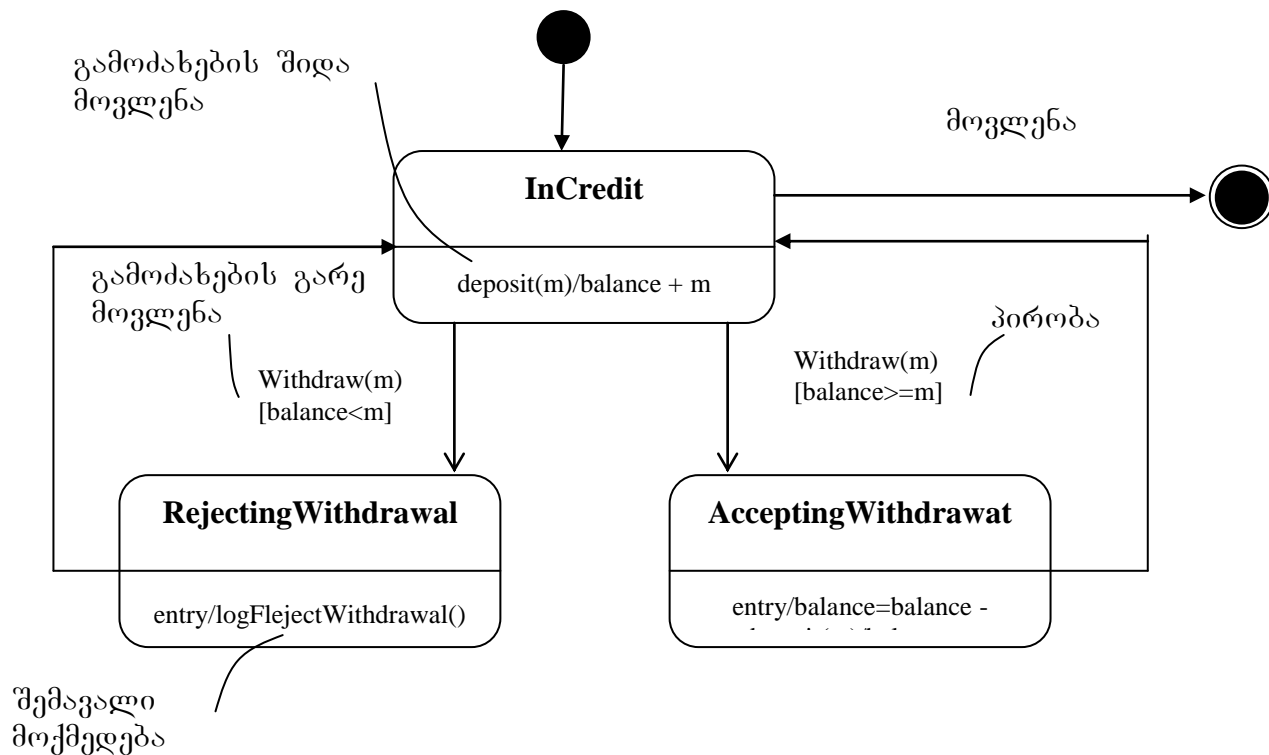 გამოძახების შიდა
მოვლენა
მოვლენა
InCredit
deposit(m)/balance + m
გამოძახების გარე
მოვლენა
პირობა
Withdraw(m)
[balance<m]
Withdraw(m)
[balance>=m]
RejectingWithdrawal
entry/logFlejectWithdrawal()
AcceptingWithdrawat
entry/balance=balance -
შემავალი
მოქმედება